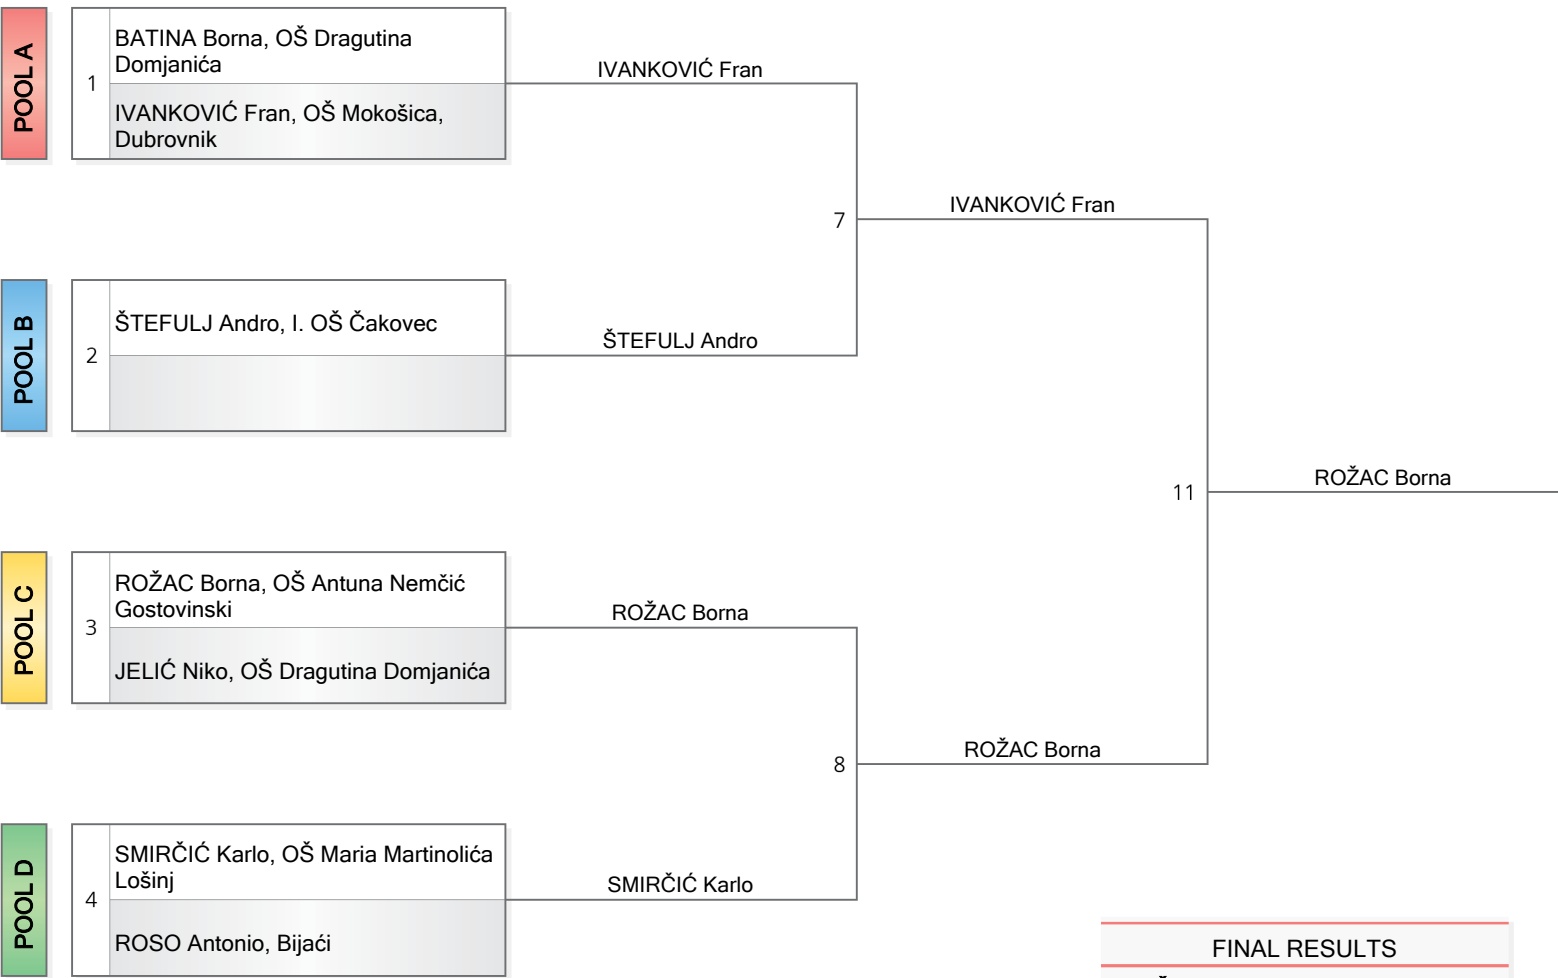 POOL A
1
BATINA Borna, OŠ Dragutina
Domjanića
IVANKOVIĆ Fran, OŠ Mokošica,
Dubrovnik
IVANKOVIĆ Fran
7
IVANKOVIĆ Fran
POOL B
2
ŠTEFULJ Andro, I. OŠ Čakovec
ŠTEFULJ Andro
11
ROŽAC Borna
POOL C
3
ROŽAC Borna, OŠ Antuna Nemčić
Gostovinski
JELIĆ Niko, OŠ Dragutina Domjanića
ROŽAC Borna
8
ROŽAC Borna
POOL D
4
SMIRČIĆ Karlo, OŠ Maria Martinolića
Lošinj
ROSO Antonio, Bijaći
SMIRČIĆ Karlo
FINAL RESULTS